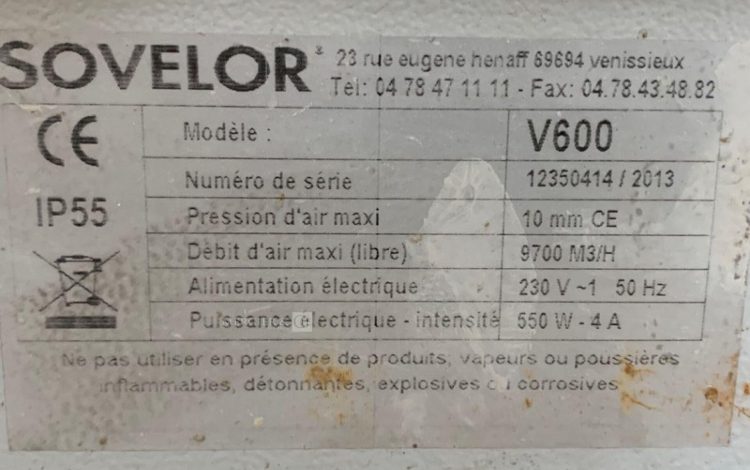 SOVELOR® 23 rue eugene henaff 69694 venissieux
Tel: 04 78 47 11 11 - Fax: 04.78.43.48.82
CE
Modèle : V600
Numéro de série 12350414 / 2013
IP55
Pression d'air maxi 10 mm CE
Débit d'air maxi (libre) 9700 M3/H
Alimentation électrique 230 V ~1 50 Hz
Puissance électrique - intensité 550 W - 4 A
Ne pas utiliser en présence de produits, vapeurs ou poussières
inflammables, détonnantes, explosives ou corrosives